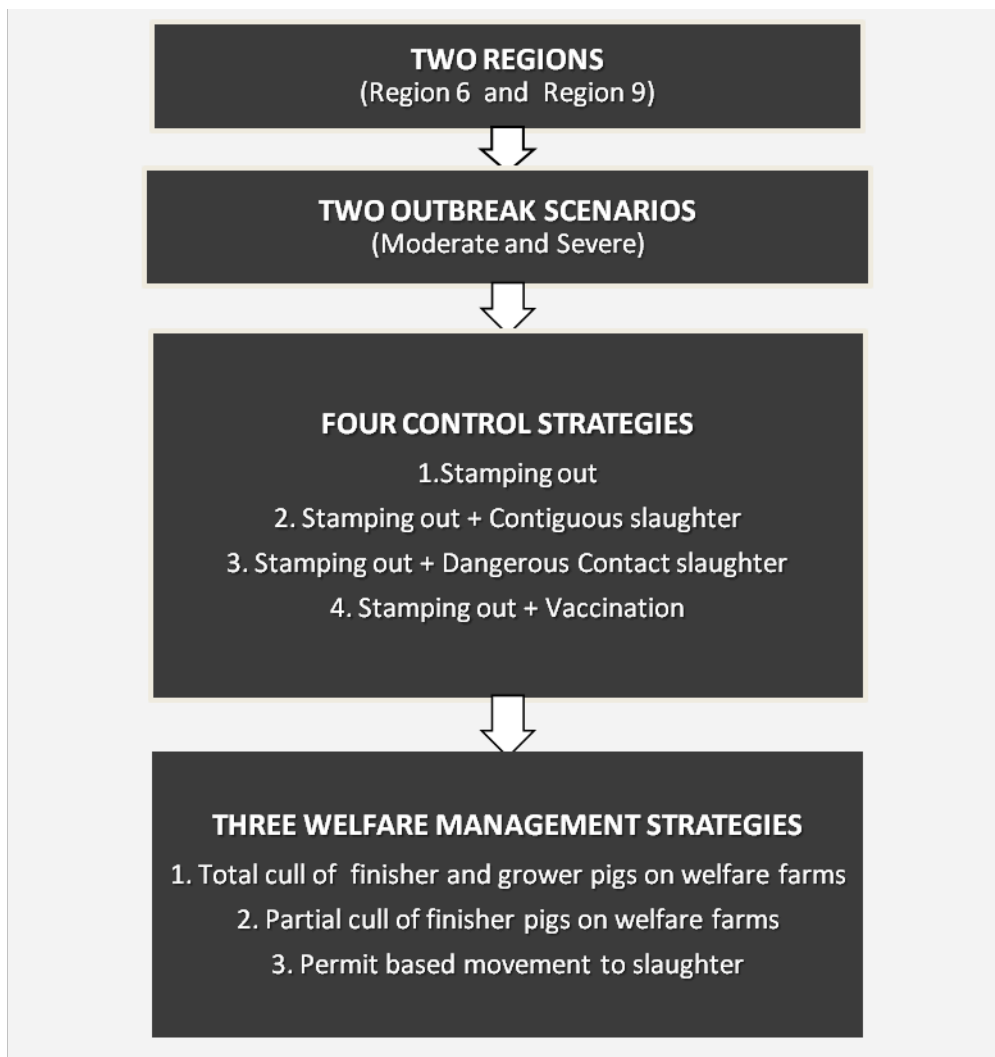 TWO REGIONS
(Region 6 and Region 9)
TWO OUTBREAK SCENARIOS
(Moderate and Severe)
FOUR CONTROL STRATEGIES
1.Stamping out
2. Stamping out + Contiguous slaughter
3. Stamping out + Dangerous Contact slaughter
4. Stamping out + Vaccination
THREE WELFARE MANAGEMENT STRATEGIES
1. Total cull of finisher and grower pigs on welfare farms
2. Partial cull of finisher pigs on welfare farms
3. Permit based movement to slaughter